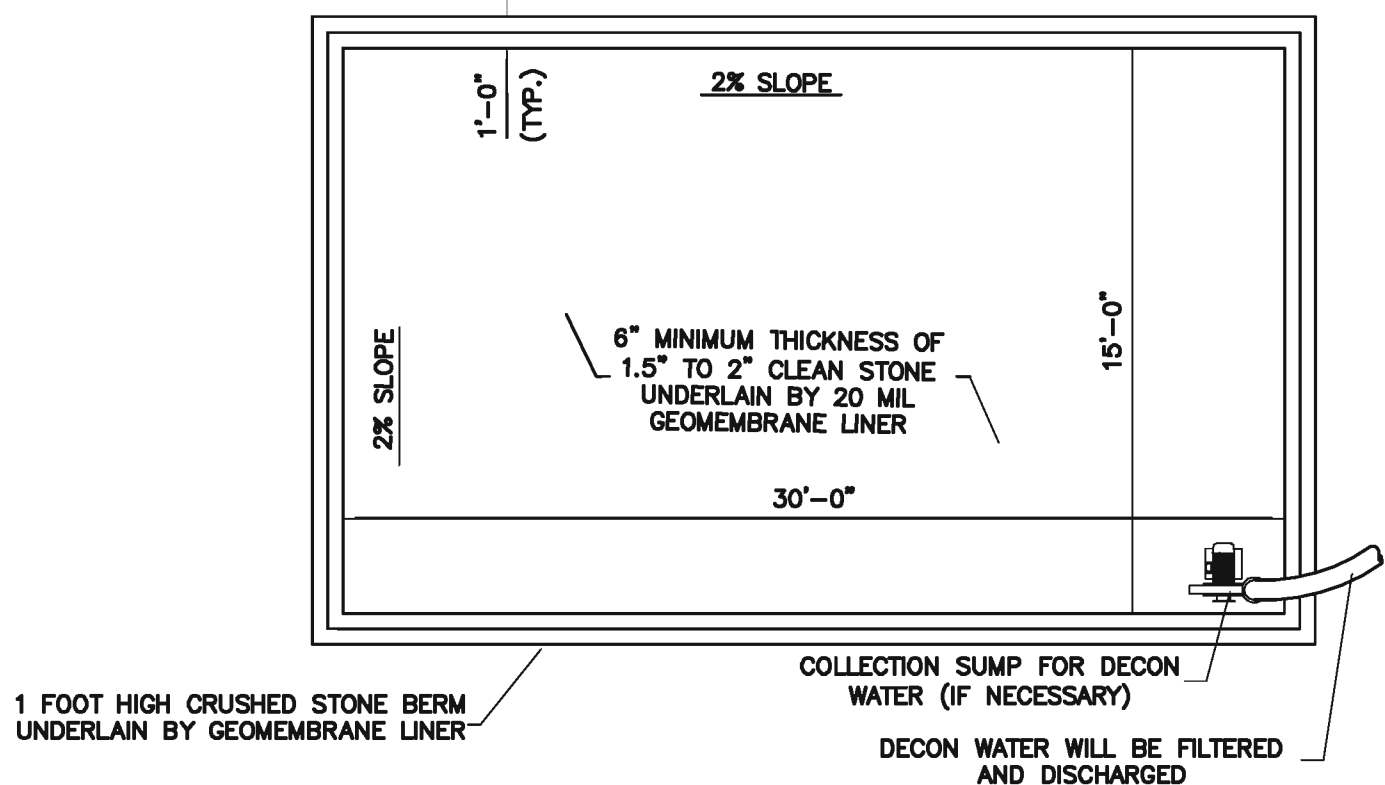 2% SLOPE
1'-0"
(TYP.)
6" MINIMUM THICKNESS OF
1.5" TO 2" CLEAN STONE
UNDERLAIN BY 20 MIL
GEOMEMBRANE LINER
15'-0"
2% SLOPE
30'-0"
COLLECTION SUMP FOR DECON
WATER (IF NECESSARY)
1 FOOT HIGH CRUSHED STONE BERM
UNDERLAIN BY GEOMEMBRANE LINER
DECON WATER WILL BE FILTERED
AND DISCHARGED